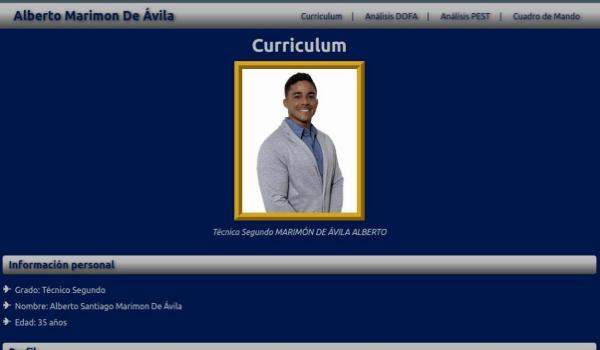 Alberto Marimon De Ávila
Curriculum | Análisis DOFA | Análisis PEST | Cuadro de Mando
Curriculum
Técnico Segundo MARIMÓN DE ÁVILA ALBERTO
Información personal
Grado: Técnico Segundo
Nombre: Alberto Santiago Marimon De Ávila
Edad: 35 años